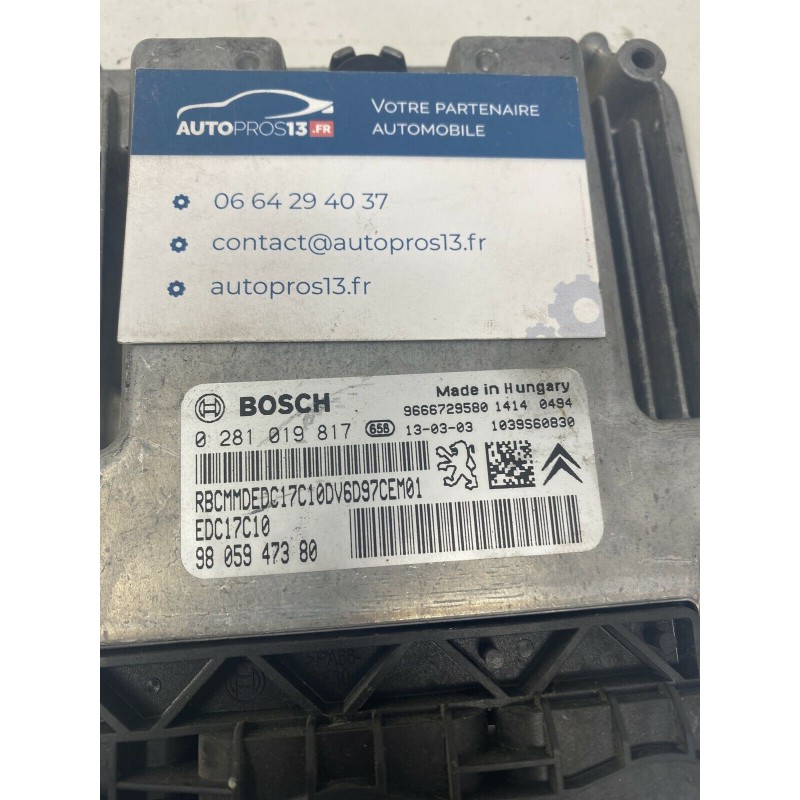 AUTOPROS13.FR
VOTRE PARTENAIRE
AUTOMOBILE
06 64 29 40 37
contact@autopros13.fr
autopros13.fr
BOSCH
Made in Hungary
9666729580 1414 0494
0 281 019 817 658 13-03-03 1039S60830
RBCMMDEDC17C10DV6D97CEM01
EDC17C10
98 059 473 80